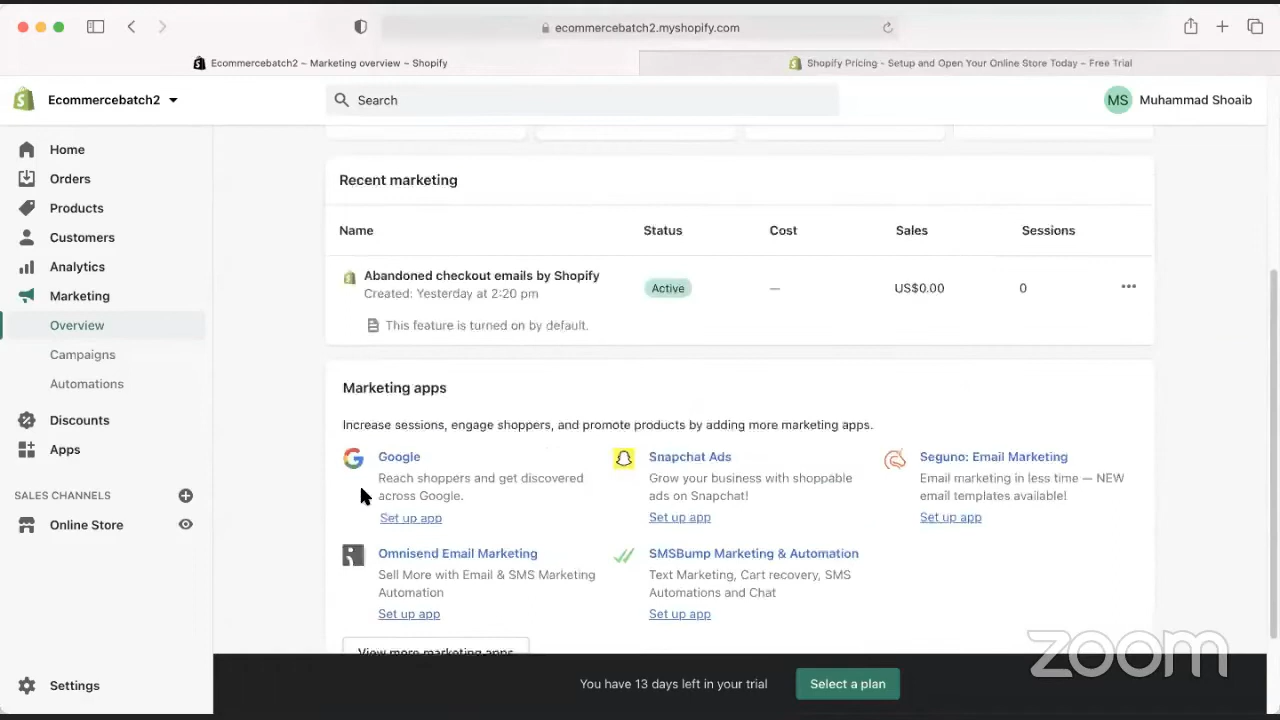 ecommercebatch2.myshopify.com
Ecommercebatch2 ~ Marketing overview ~ Shopify
Shopify Pricing - Setup and Open Your Online Store Today – Free Trial
Ecommercebatch2
Search
MS
Muhammad Shoaib
Home
Orders
Products
Customers
Analytics
Marketing
Overview
Campaigns
Automations
Discounts
Apps
SALES CHANNELS
Online Store
Settings
Recent marketing
Name Status Cost Sales Sessions
Abandoned checkout emails by Shopify
Created: Yesterday at 2:20 pm
Active — US$0.00 0
This feature is turned on by default.
Marketing apps
Increase sessions, engage shoppers, and promote products by adding more marketing apps.
Google
Reach shoppers and get discovered
across Google.
Set up app
Snapchat Ads
Grow your business with shoppable
ads on Snapchat!
Set up app
Seguno: Email Marketing
Email marketing in less time — NEW
email templates available!
Set up app
Omnisend Email Marketing
Sell More with Email & SMS Marketing
Automation
Set up app
SMSBump Marketing & Automation
Text Marketing, Cart recovery, SMS
Automations and Chat
Set up app
View more marketing apps
You have 13 days left in your trial
Select a plan
zoom